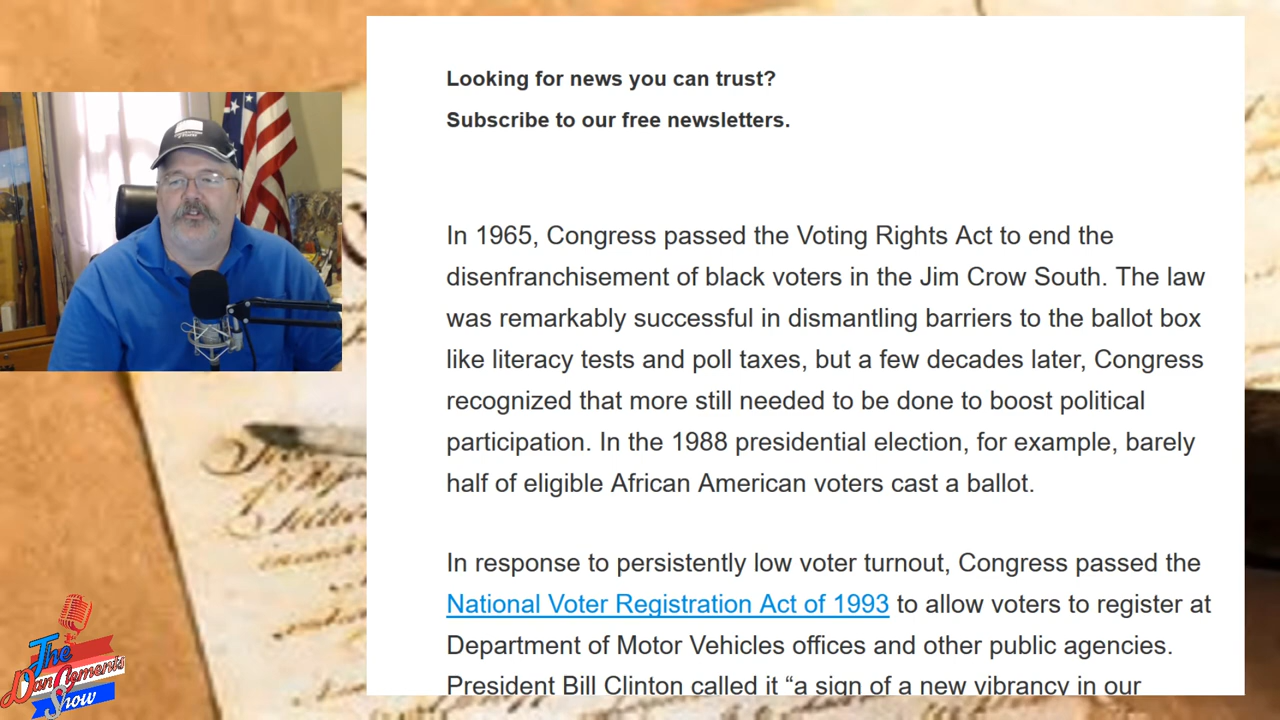 Looking for news you can trust?
Subscribe to our free newsletters.
In 1965, Congress passed the Voting Rights Act to end the
disenfranchisement of black voters in the Jim Crow South. The law
was remarkably successful in dismantling barriers to the ballot box
like literacy tests and poll taxes, but a few decades later, Congress
recognized that more still needed to be done to boost political
participation. In the 1988 presidential election, for example, barely
half of eligible African American voters cast a ballot.
In response to persistently low voter turnout, Congress passed the
National Voter Registration Act of 1993 to allow voters to register at
Department of Motor Vehicles offices and other public agencies.
President Bill Clinton called it “a sign of a new vibrancy in our
The
Dan Clements
Show